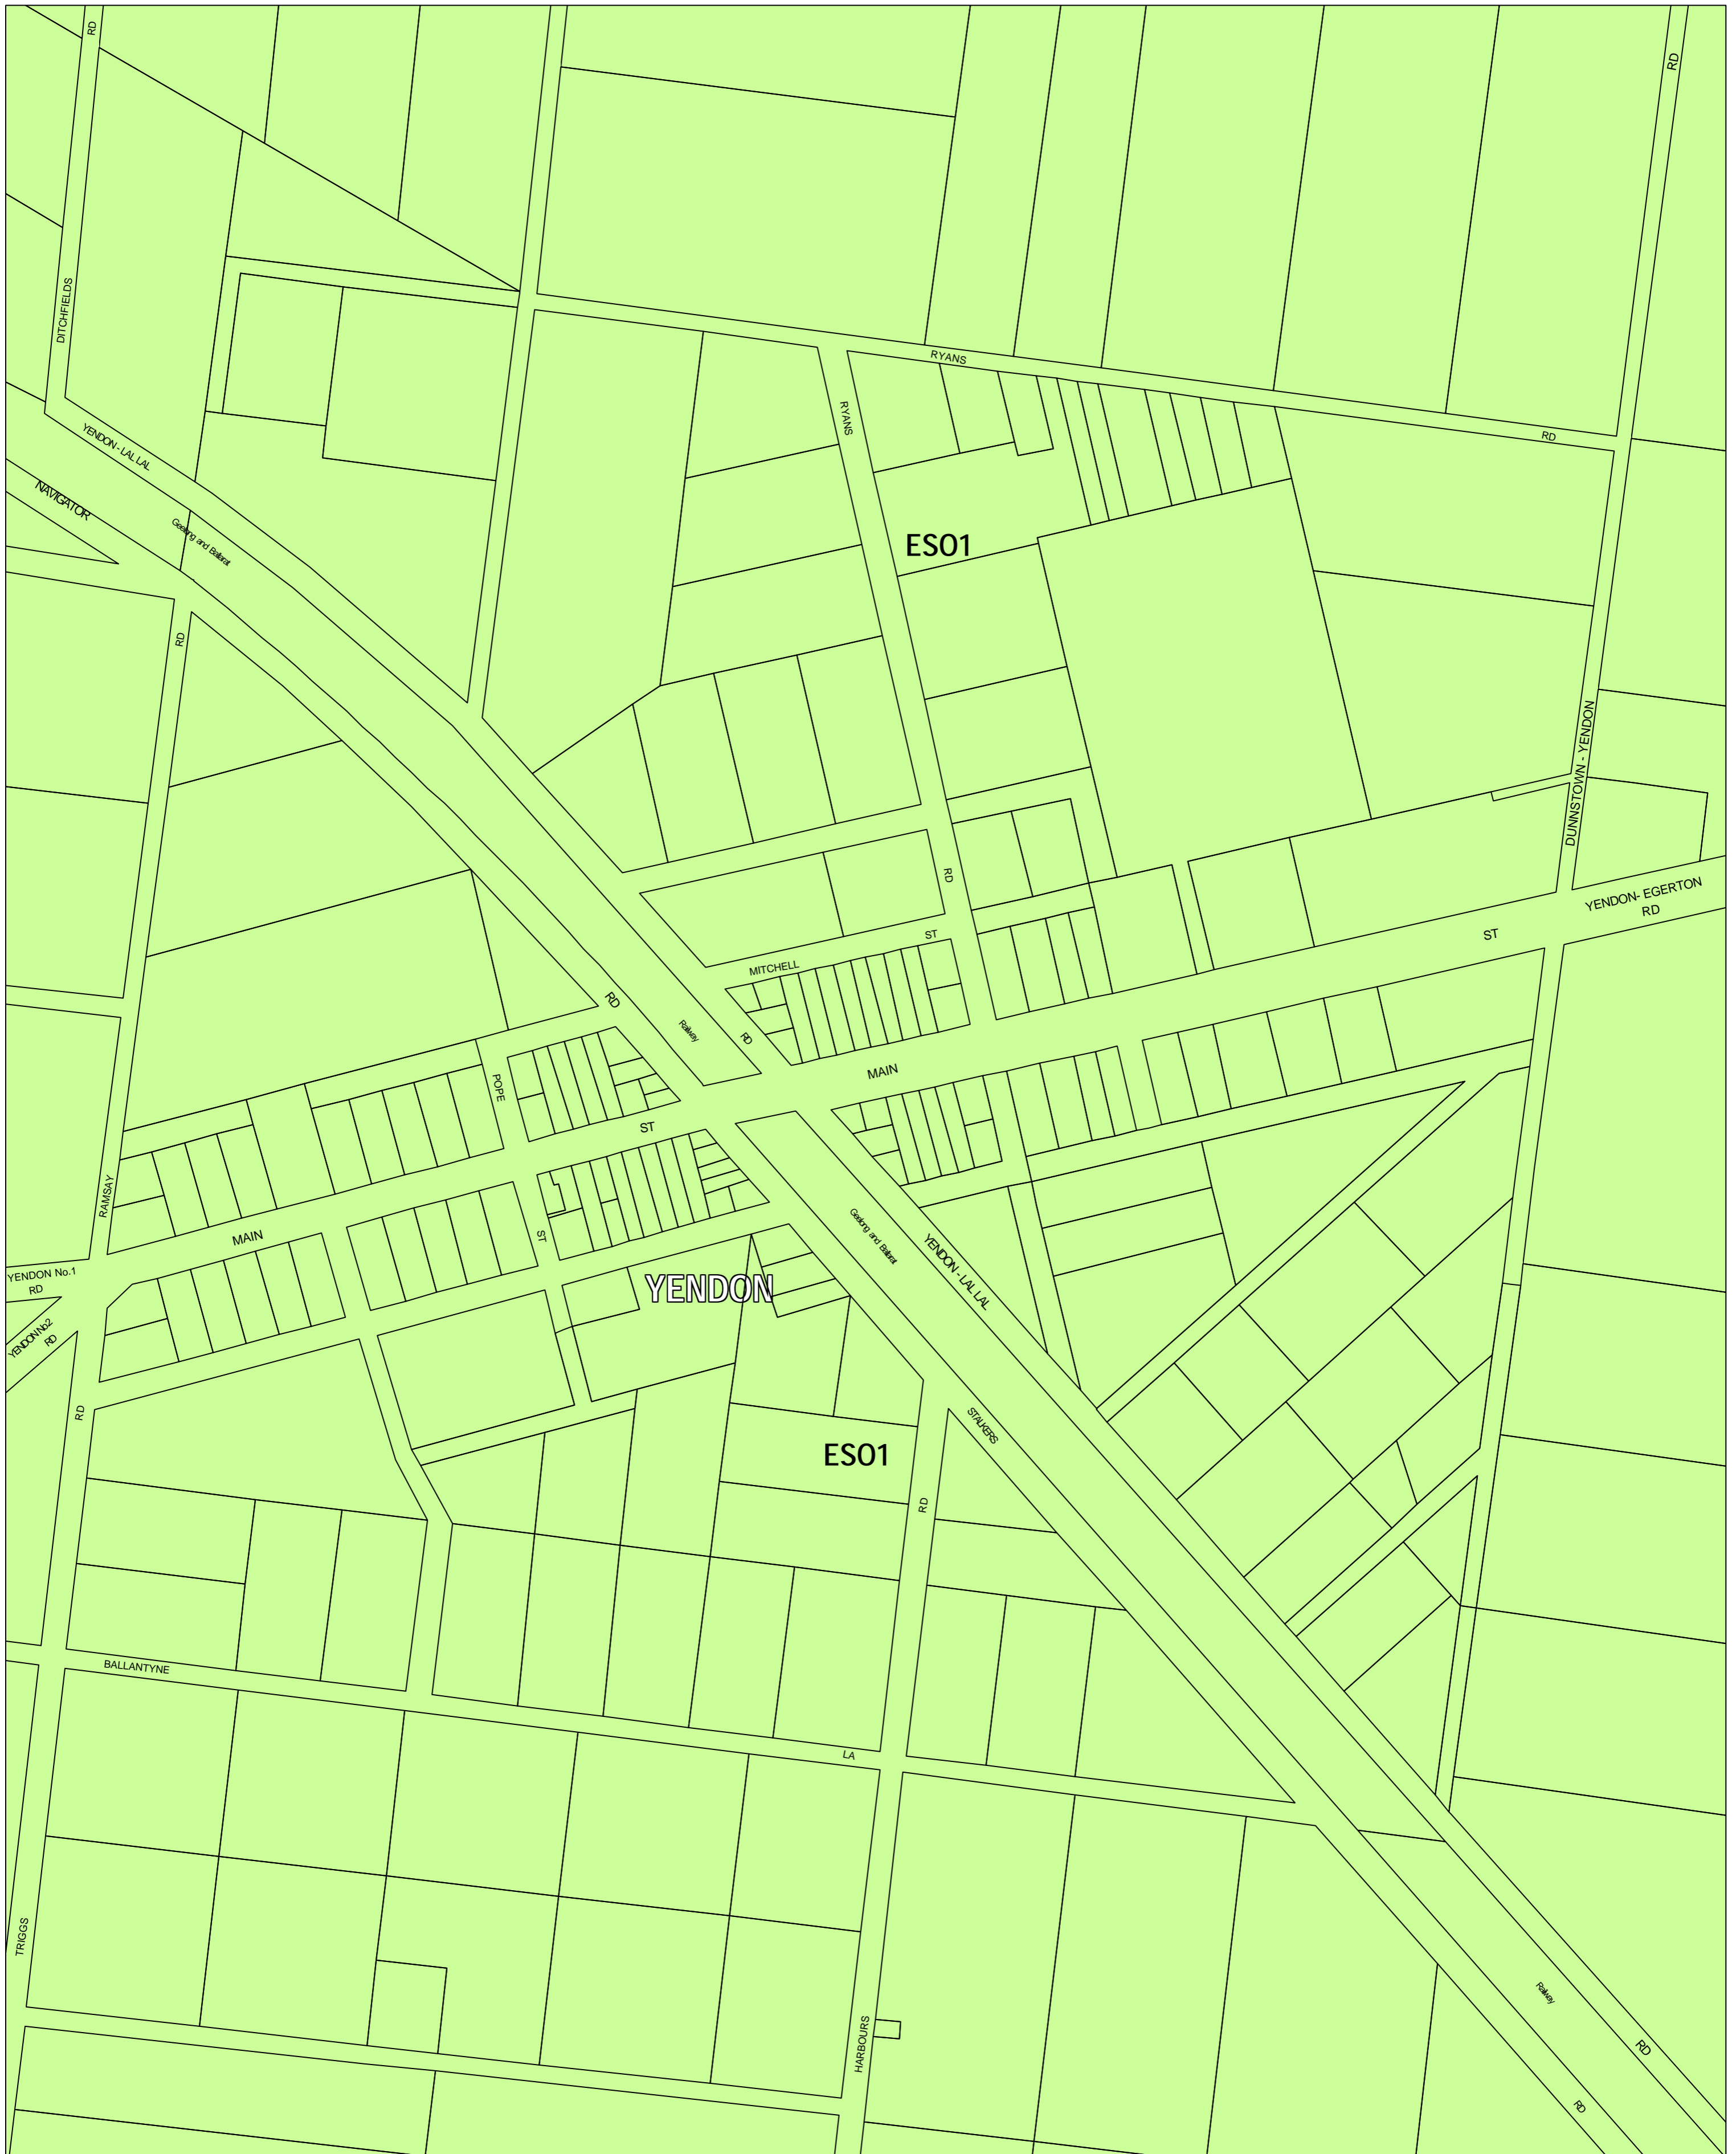 RD
RD
DITCHFIELDS
RYANS
RYANS
RD
YENDON - LAL LAL
NAVIGATOR
Geelong and Ballarat
ESO1
RD
DUNNSTOWN - YENDON
RD
YENDON- EGERTON
RD
ST
ST
MITCHELL
RD
Railway
RD
MAIN
POPE
ST
RAMSAY
MAIN
ST
Geelong and Ballarat
YENDON - LAL LAL
YENDON No.1
RD
YENDON
YENDON No2
RD
RD
STALKERS
ESO1
RD
BALLANTYNE
LA
TRIGGS
HARBOURS
Railway
RD
RD